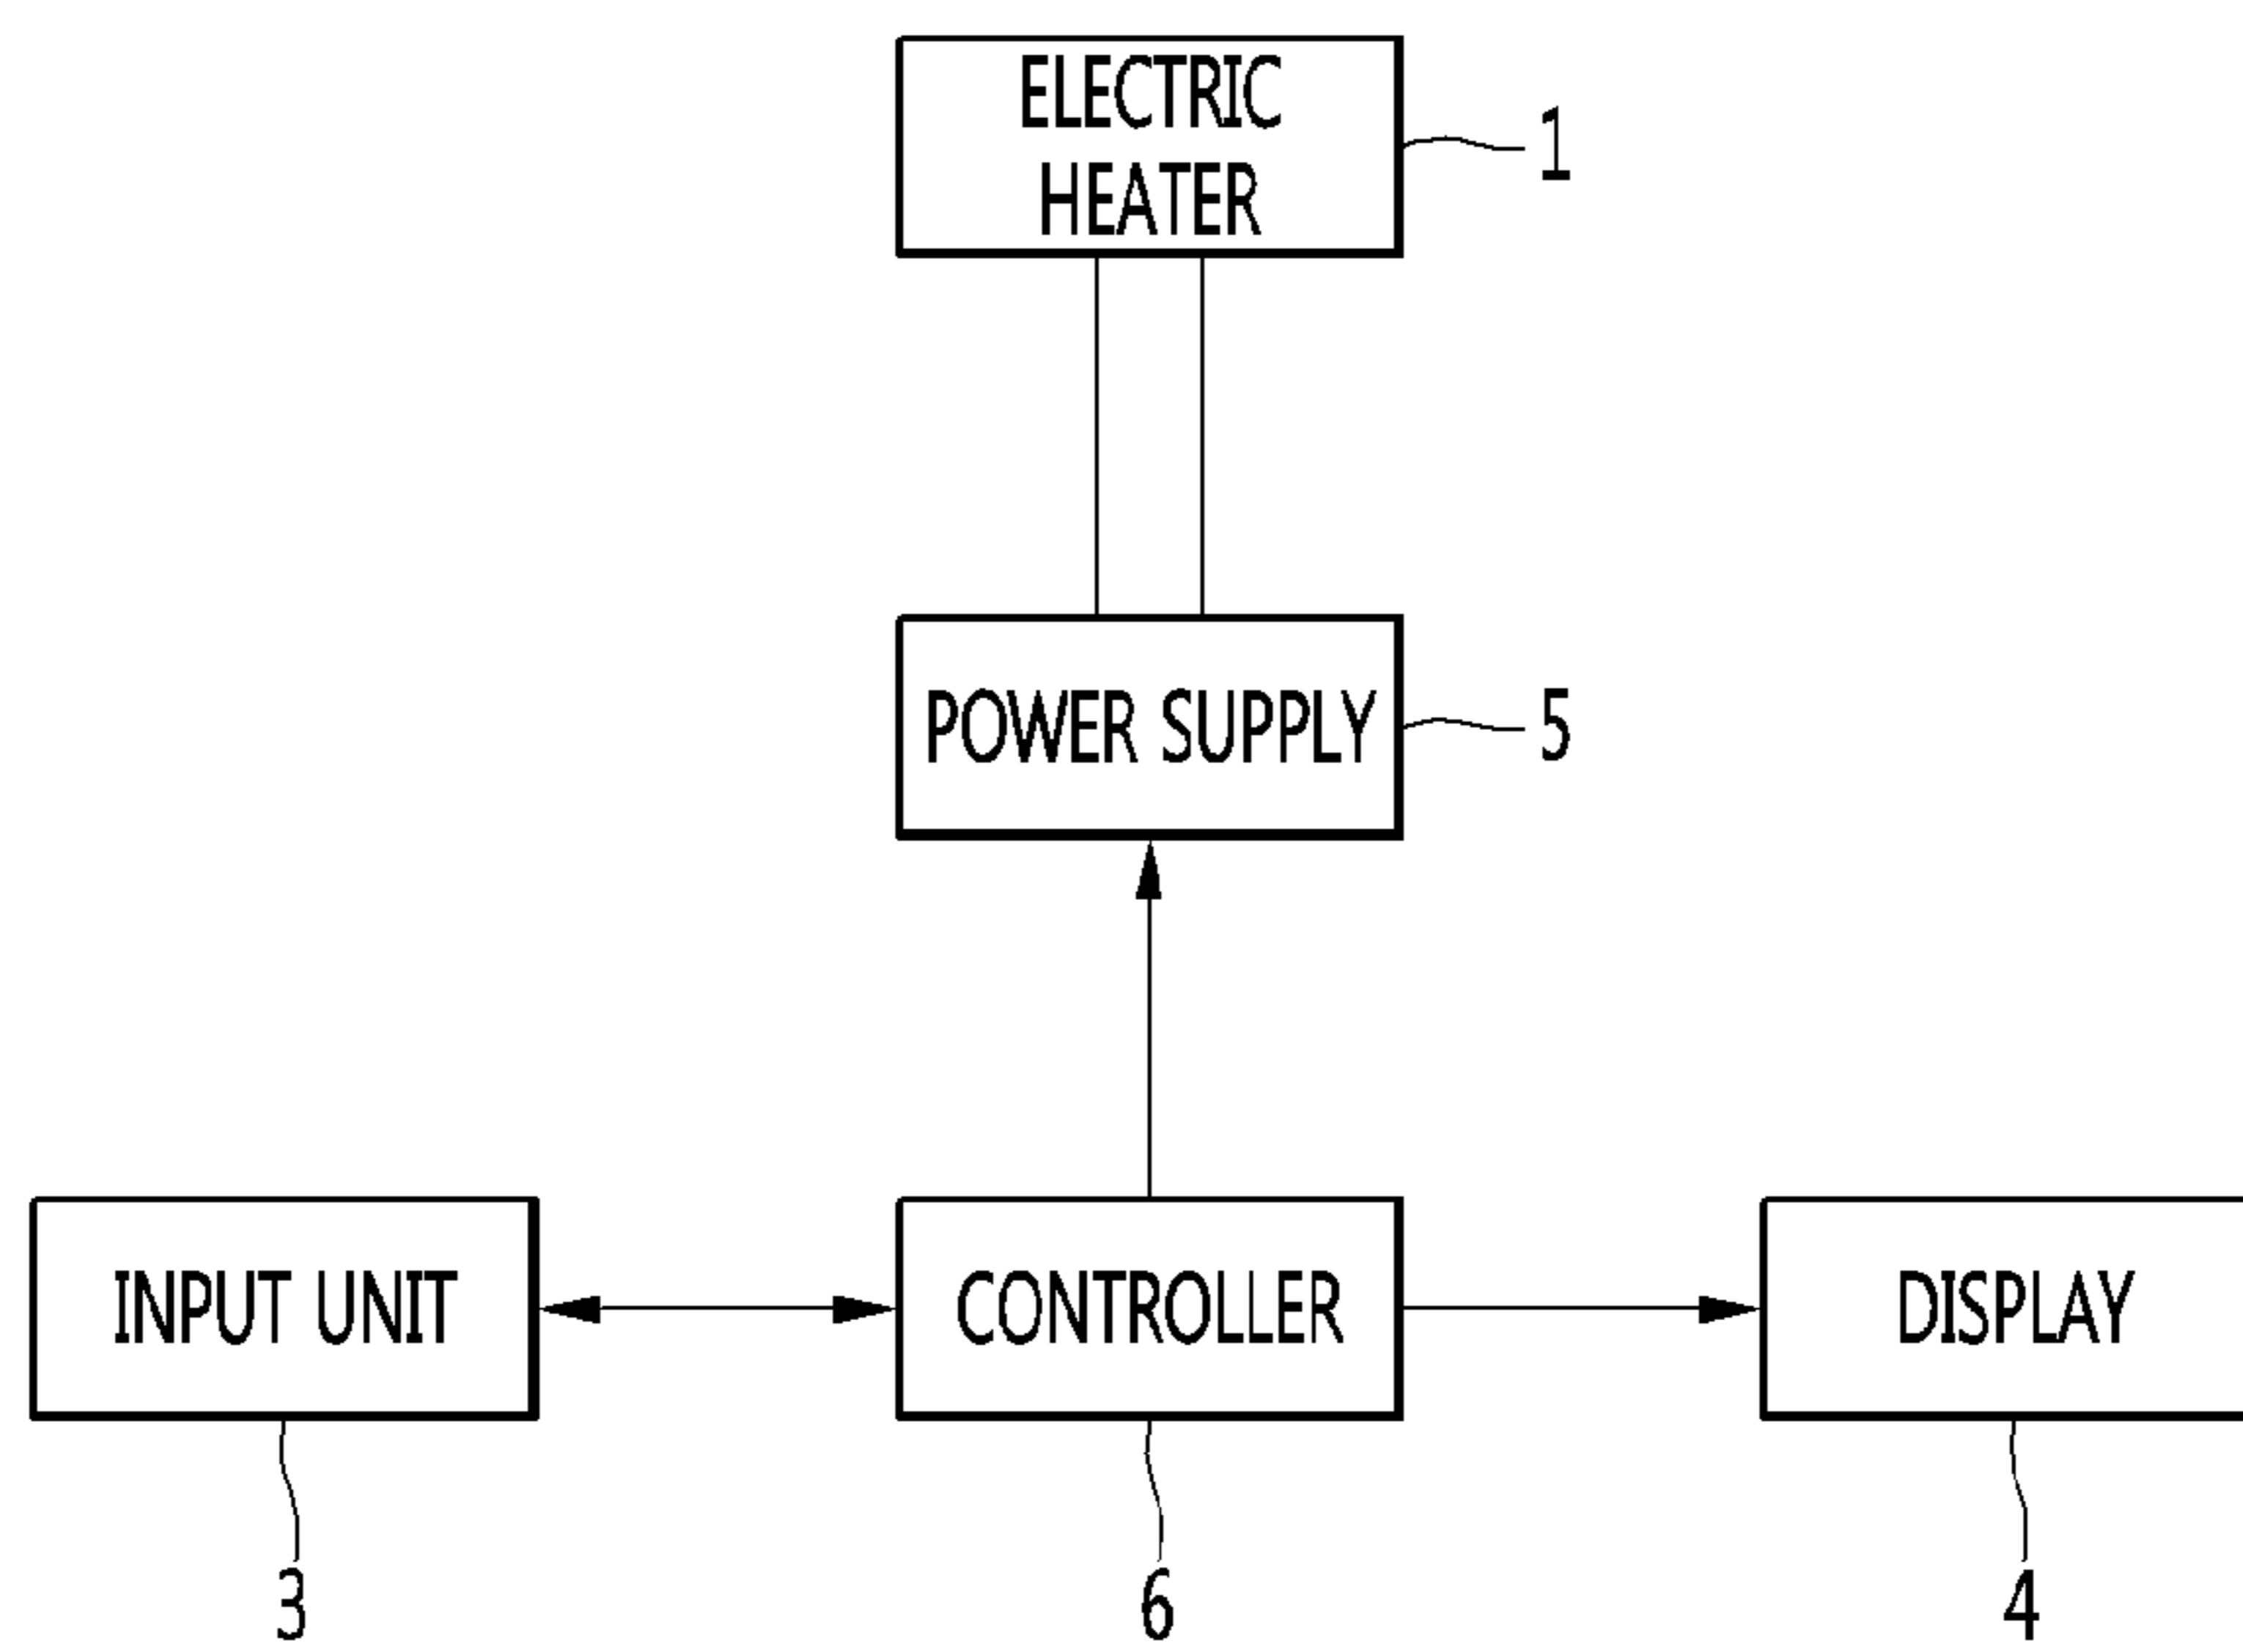 ELECTRIC
HEATER
1
POWER SUPPLY
5
INPUT UNIT
CONTROLLER
DISPLAY
3
6
4